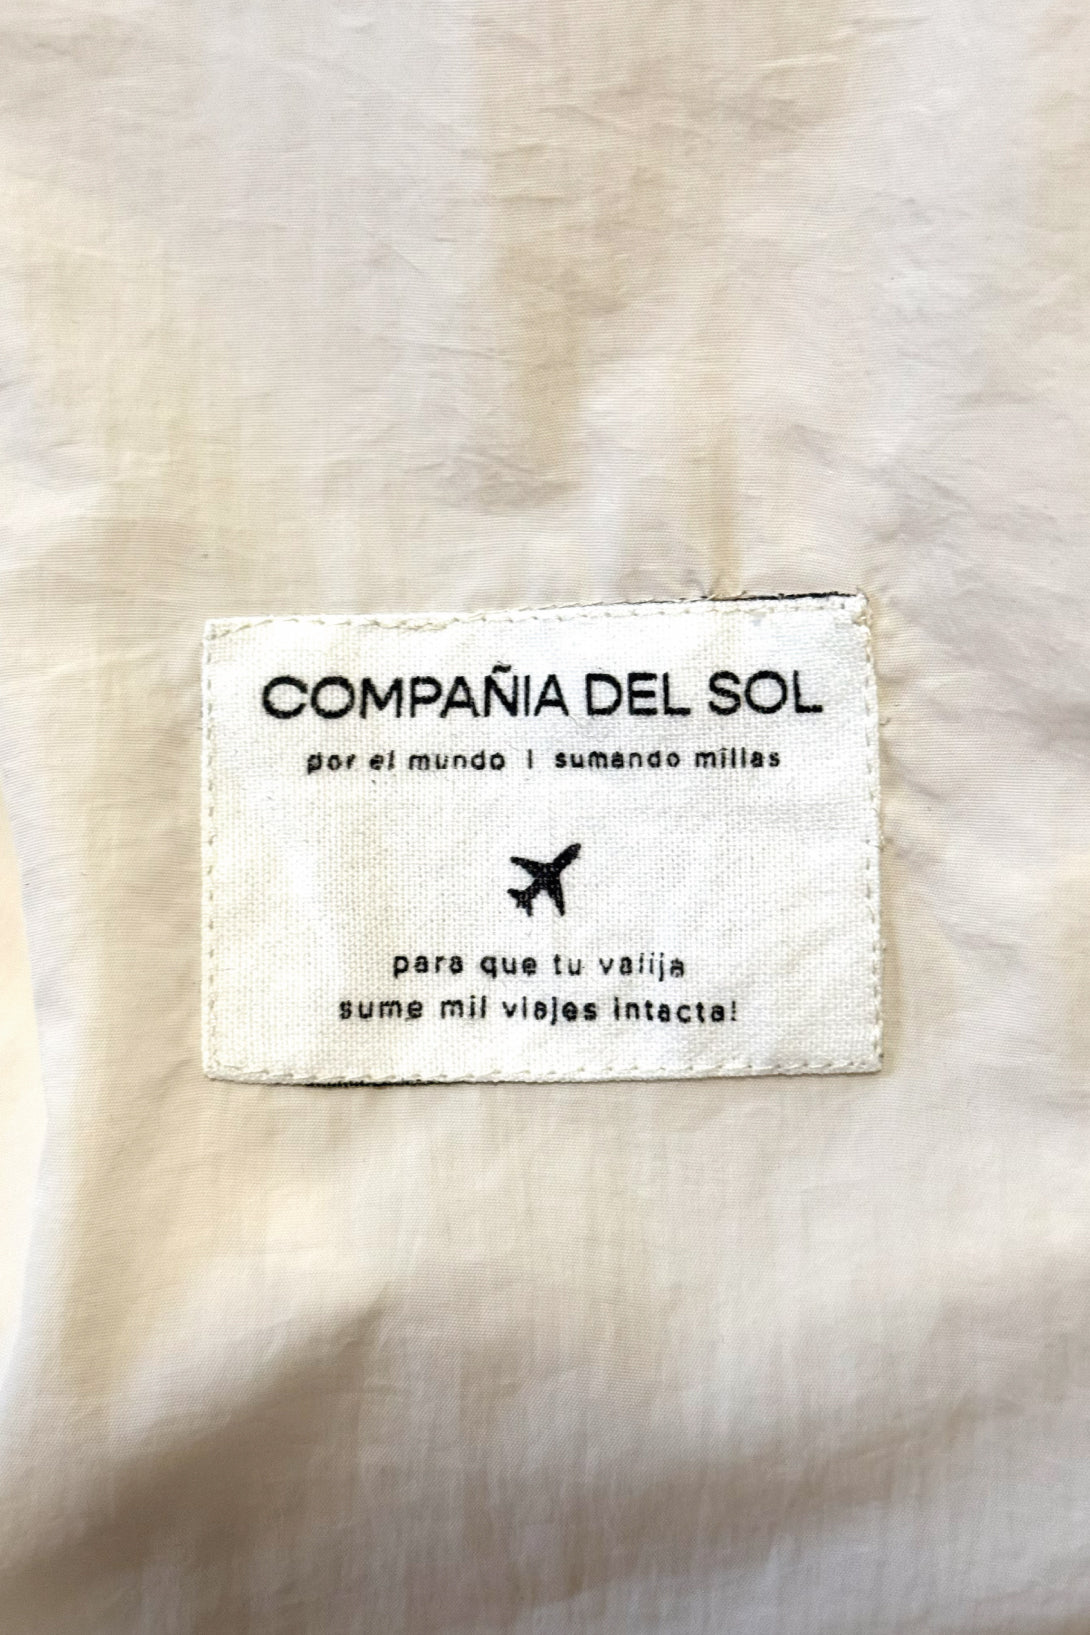 COMPAÑIA DEL SOL
por el mundo | sumando millas
para que tu valija
sume mil viajes intacta!